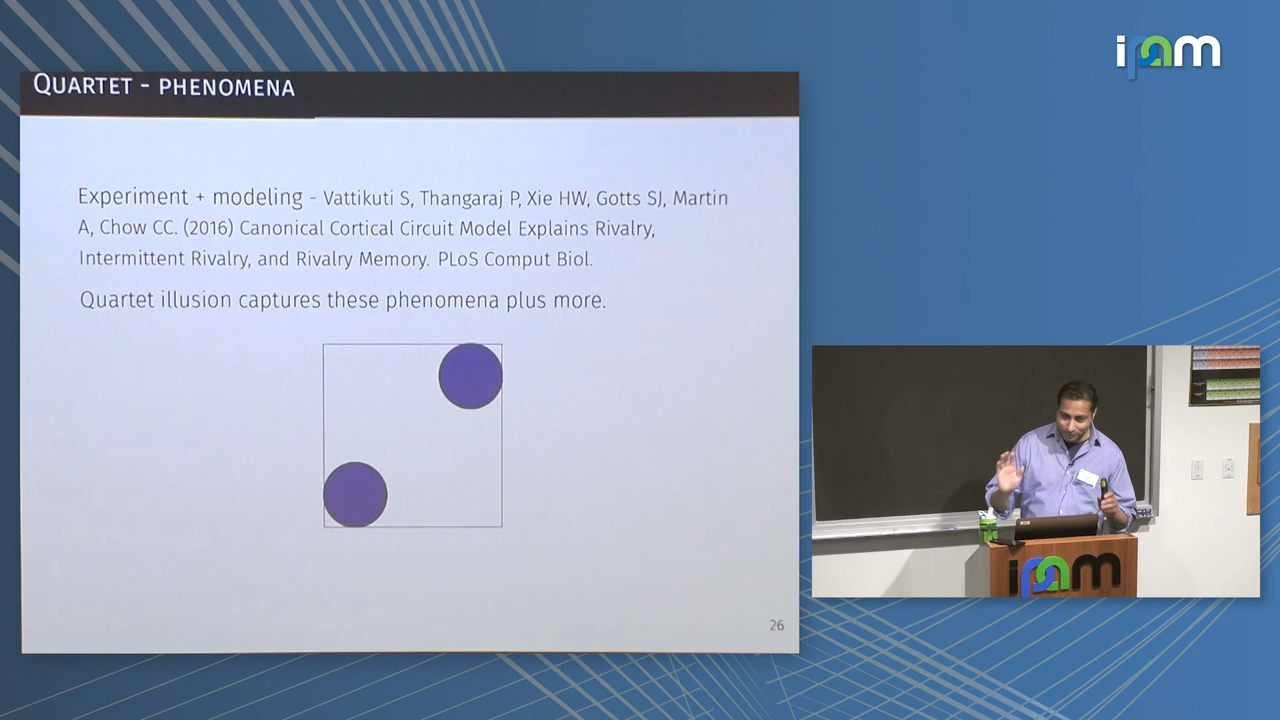 ipam
QUARTET - PHENOMENA
Experiment + modeling - Vattikuti S, Thangaraj P, Xie HW, Gotts SJ, Martin
A, Chow CC. (2016) Canonical Cortical Circuit Model Explains Rivalry,
Intermittent Rivalry, and Rivalry Memory. PLoS Comput Biol.
Quartet illusion captures these phenomena plus more.
26
ipam